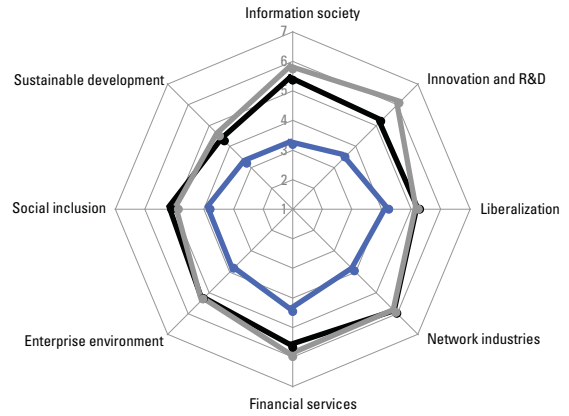 Information society
7
6
5
4
3
2
1
Sustainable development
Innovation and R&D
Social inclusion
Liberalization
Enterprise environment
Network industries
Financial services